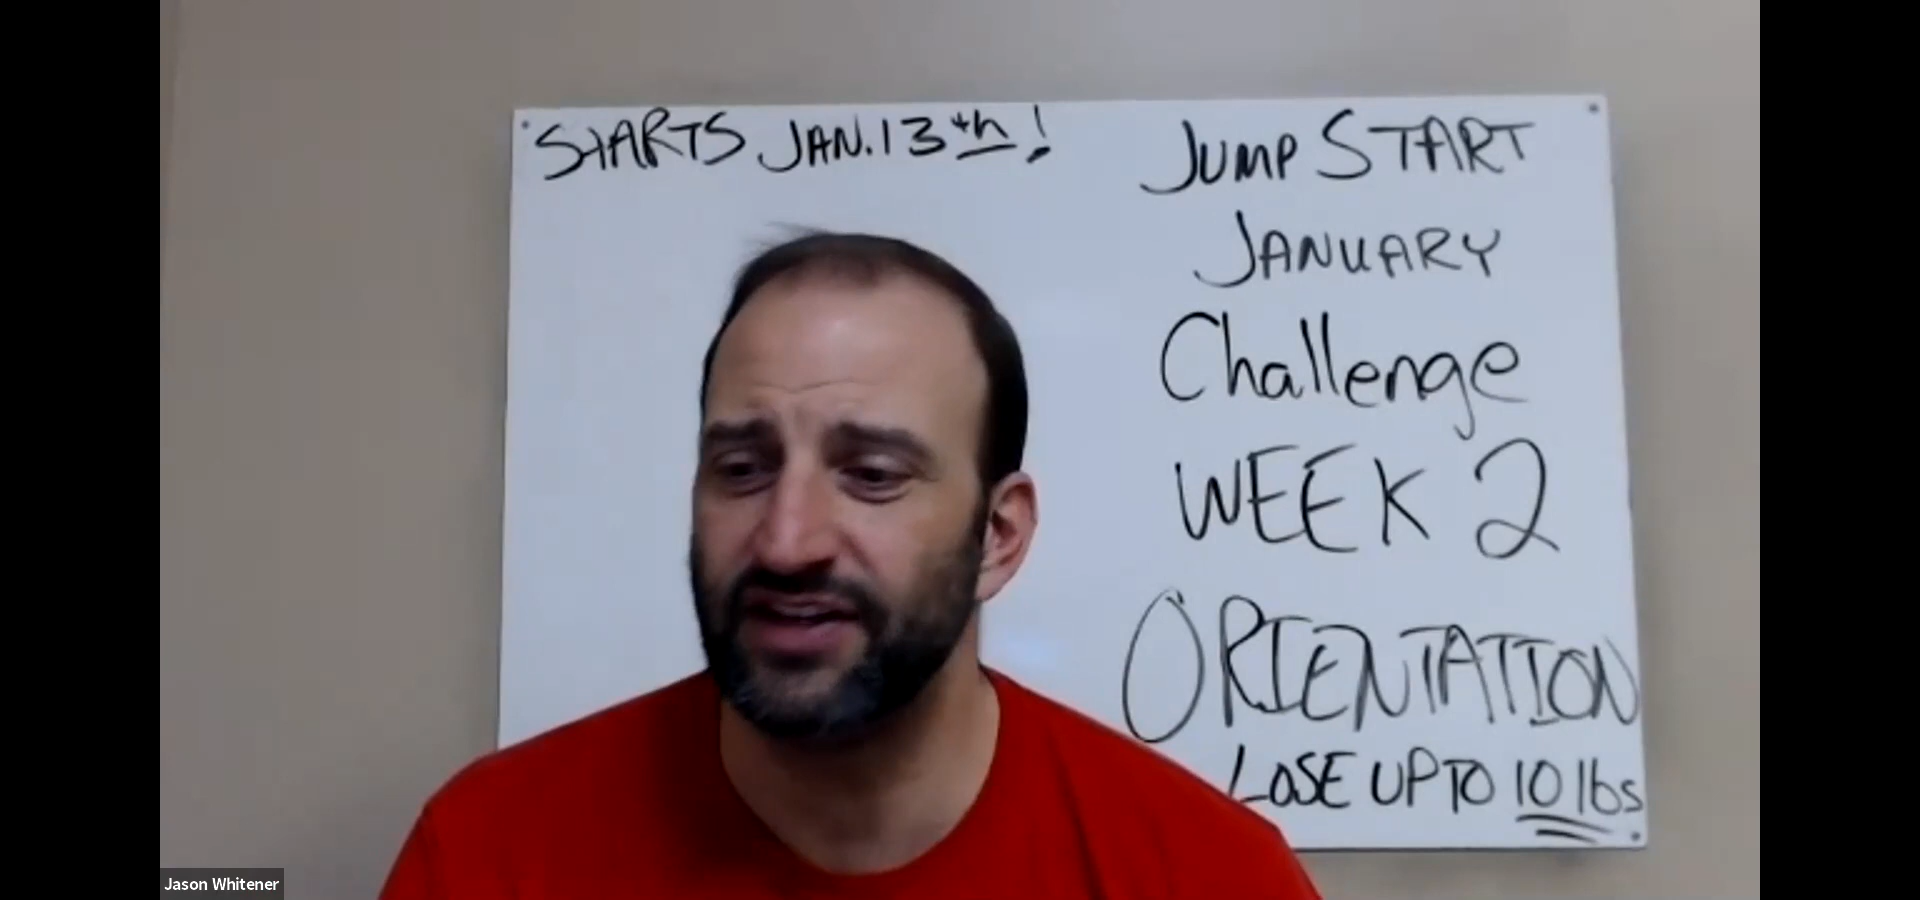 STARTS JAN. 13th!
JUMP START
JANUARY
Challenge
WEEK 2
ORIENTATION
LOSE UP TO 10 lbs
Jason Whitener